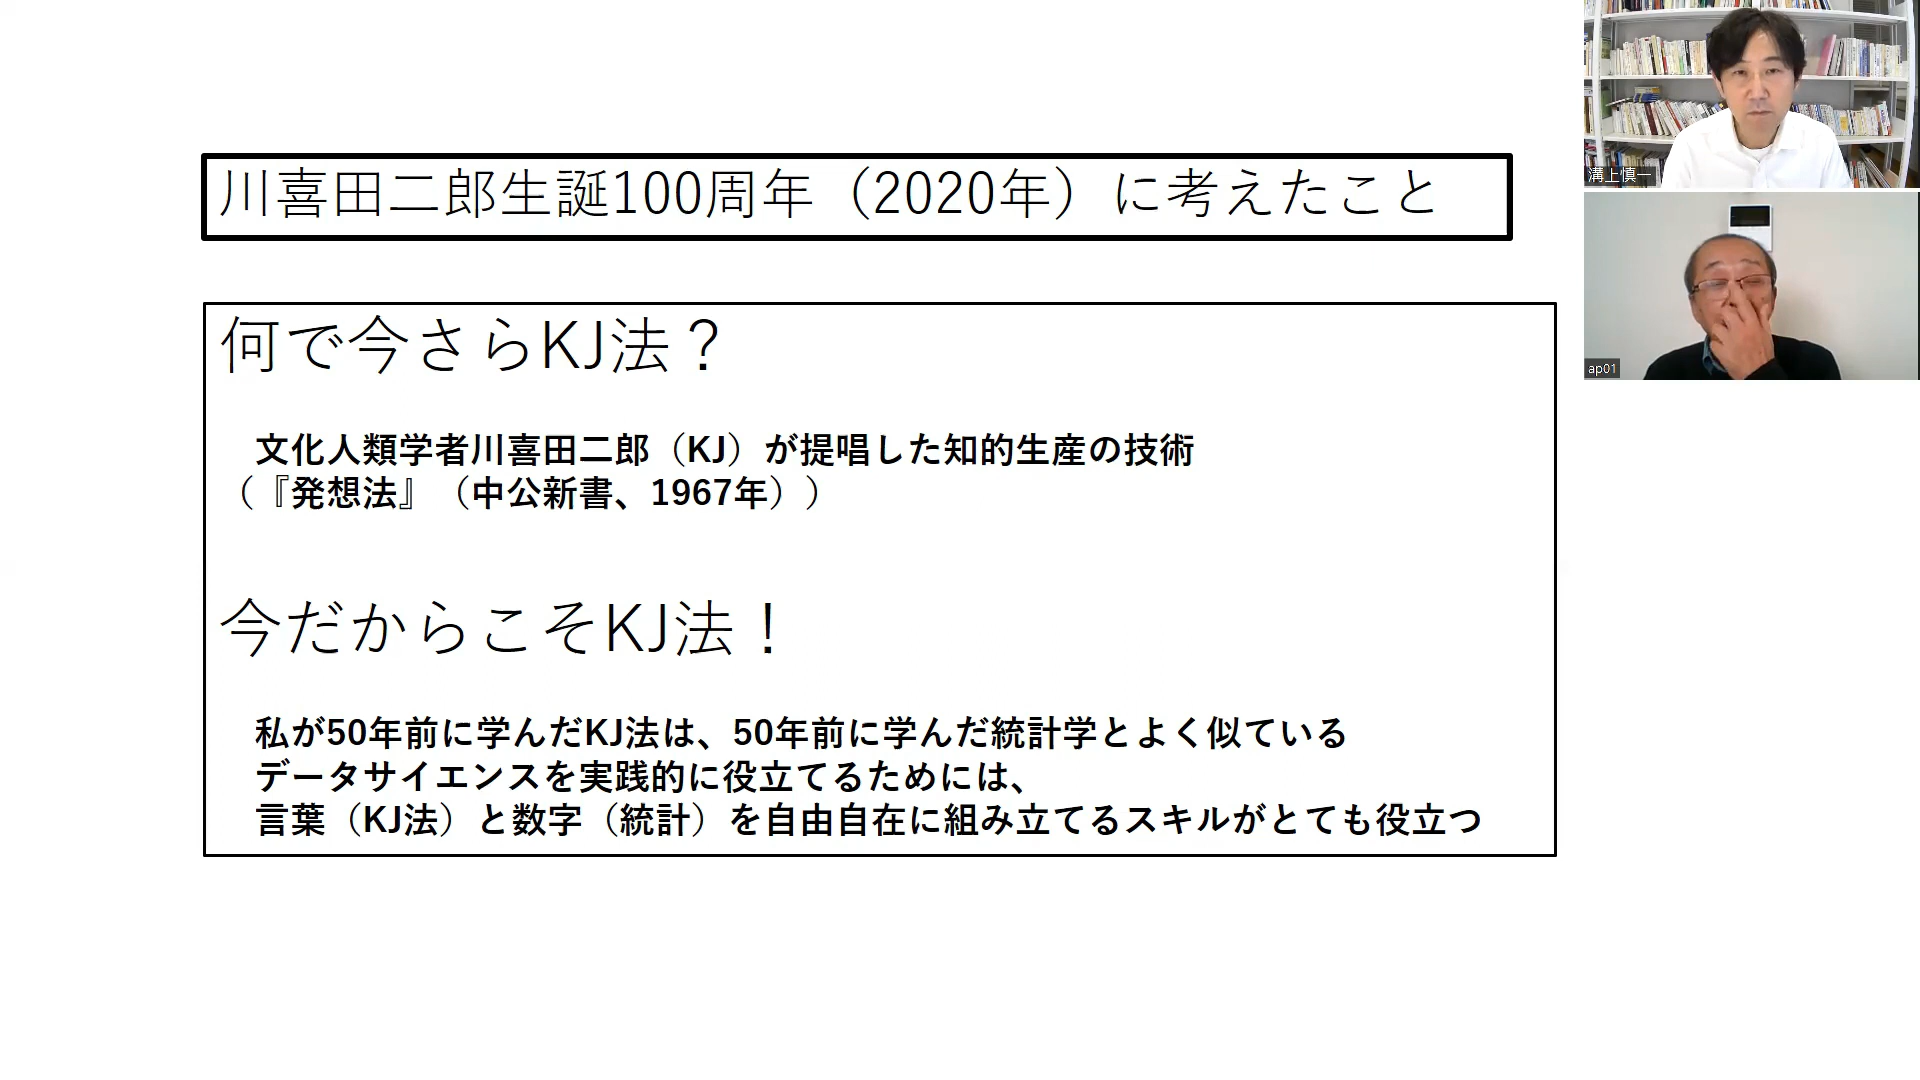 川喜田二郎生誕100周年（2020年）に考えたこと
何で今さらKJ法？
文化人類学者川喜田二郎（KJ）が提唱した知的生産の技術
（『発想法』（中公新書、1967年））
今だからこそKJ法！
私が50年前に学んだKJ法は、50年前に学んだ統計学とよく似ている
データサイエンスを実践的に役立てるためには、
言葉（KJ法）と数字（統計）を自由自在に組み立てるスキルがとても役立つ
溝上慎一
ap01